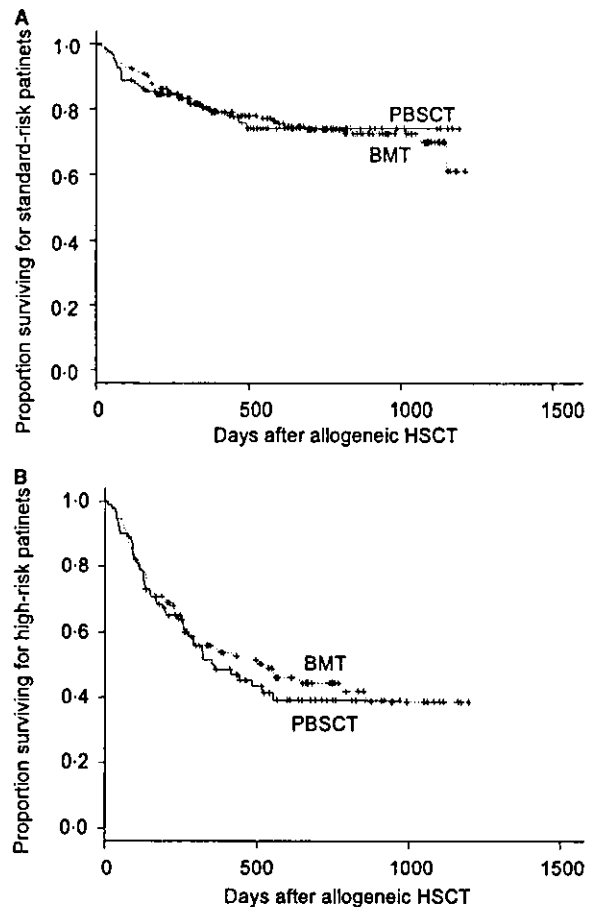 A
Proportion surviving for standard-risk patinets
1·0
0·8
0·6
0·4
0·2
0·0
PBSCT
BMT
0
500
1000
1500
Days after allogeneic HSCT
B
Proportion surviving for high-risk patinets
1·0
0·8
0·6
0·4
0·2
0·0
BMT
PBSCT
0
500
1000
1500
Days after allogeneic HSCT